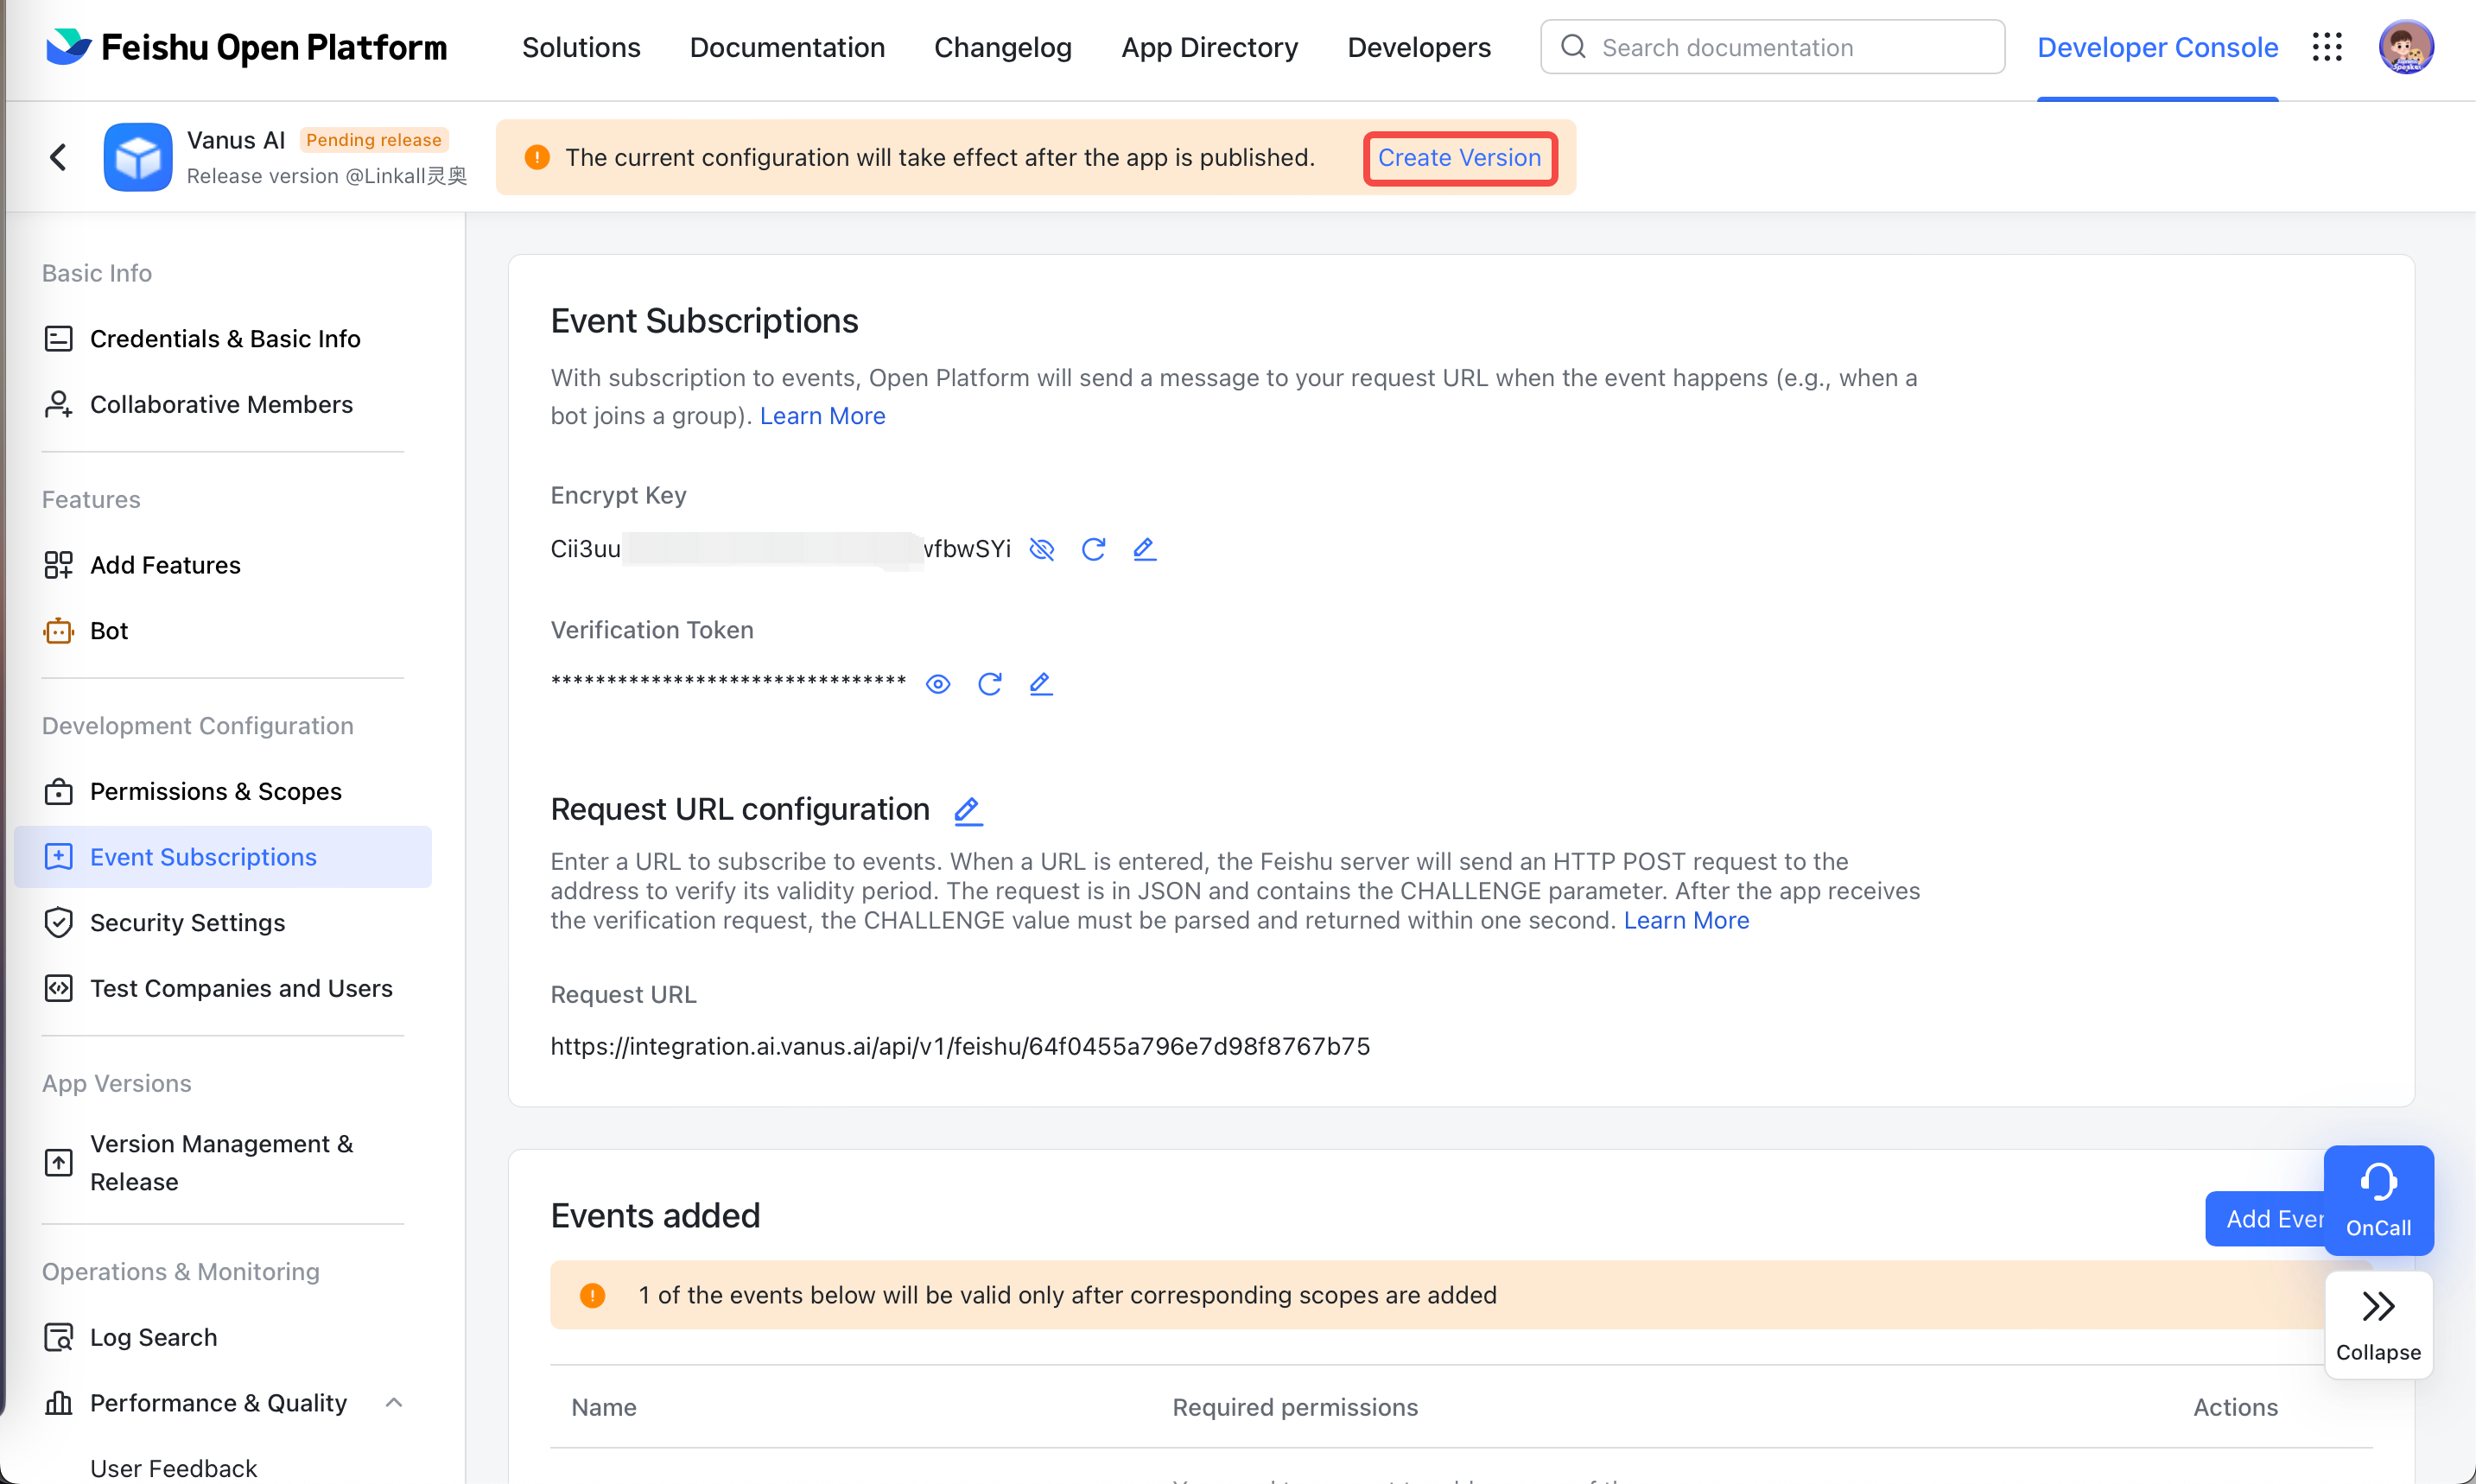 Feishu Open Platform
Solutions
Documentation
Changelog
App Directory
Developers
Search documentation
Developer Console
Vanus AI
Pending release
Release version @Linkall灵奥
The current configuration will take effect after the app is published.
Create Version
Basic Info
Credentials & Basic Info
Collaborative Members
Features
Add Features
Bot
Development Configuration
Permissions & Scopes
Event Subscriptions
Security Settings
Test Companies and Users
App Versions
Version Management &
Release
Operations & Monitoring
Log Search
Performance & Quality
User Feedback
Event Subscriptions
With subscription to events, Open Platform will send a message to your request URL when the event happens (e.g., when a
bot joins a group). Learn More
Encrypt Key
Cii3uu
vfbwSYi
Verification Token
********************************
Request URL configuration
Enter a URL to subscribe to events. When a URL is entered, the Feishu server will send an HTTP POST request to the
address to verify its validity period. The request is in JSON and contains the CHALLENGE parameter. After the app receives
the verification request, the CHALLENGE value must be parsed and returned within one second. Learn More
Request URL
https://integration.ai.vanus.ai/api/v1/feishu/64f0455a796e7d98f8767b75
Events added
Add Even
OnCall
1 of the events below will be valid only after corresponding scopes are added
Collapse
Name
Required permissions
Actions